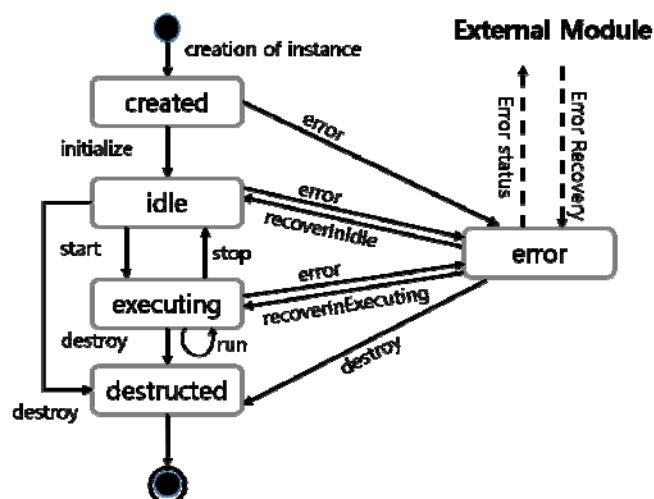 creation of instance
External Module
created
error
Error status
Error Recovery
initialize
idle
error
recoverInIdle
error
start
stop
executing
error
recoverInExecuting
destroy
run
destroy
destructed
destroy